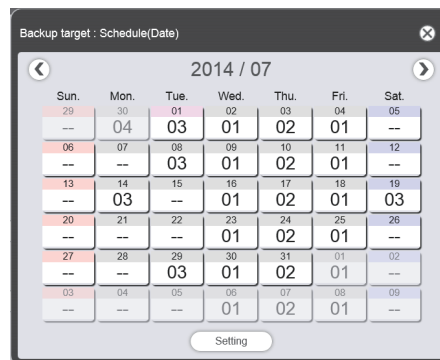 Backup target : Schedule(Date)
2014 / 07
Sun. Mon. Tue. Wed. Thu. Fri. Sat.
29 30 01 02 03 04 05
-- 04 03 01 02 01 --
06 07 08 09 10 11 12
-- -- 03 01 02 01 --
13 14 15 16 17 18 19
-- 03 -- 01 02 01 03
20 21 22 23 24 25 26
-- -- -- 01 02 01 --
27 28 29 30 31 01 02
-- -- 03 01 02 01 --
03 04 05 06 07 08 09
-- -- -- 01 02 01 --
Setting